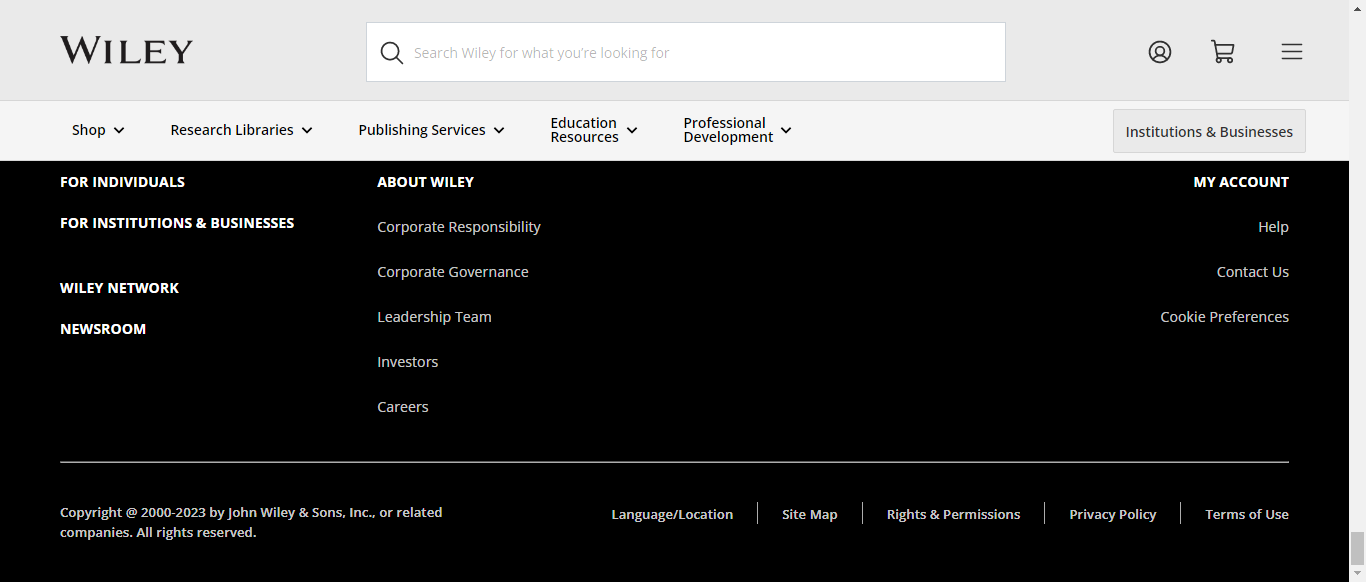 WILEY
Search Wiley for what you’re looking for
Shop
Research Libraries
Publishing Services
Education
Resources
Professional
Development
Institutions & Businesses
FOR INDIVIDUALS
FOR INSTITUTIONS & BUSINESSES
WILEY NETWORK
NEWSROOM
ABOUT WILEY
Corporate Responsibility
Corporate Governance
Leadership Team
Investors
Careers
MY ACCOUNT
Help
Contact Us
Cookie Preferences
Copyright @ 2000-2023 by John Wiley & Sons, Inc., or related
companies. All rights reserved.
Language/Location
Site Map
Rights & Permissions
Privacy Policy
Terms of Use